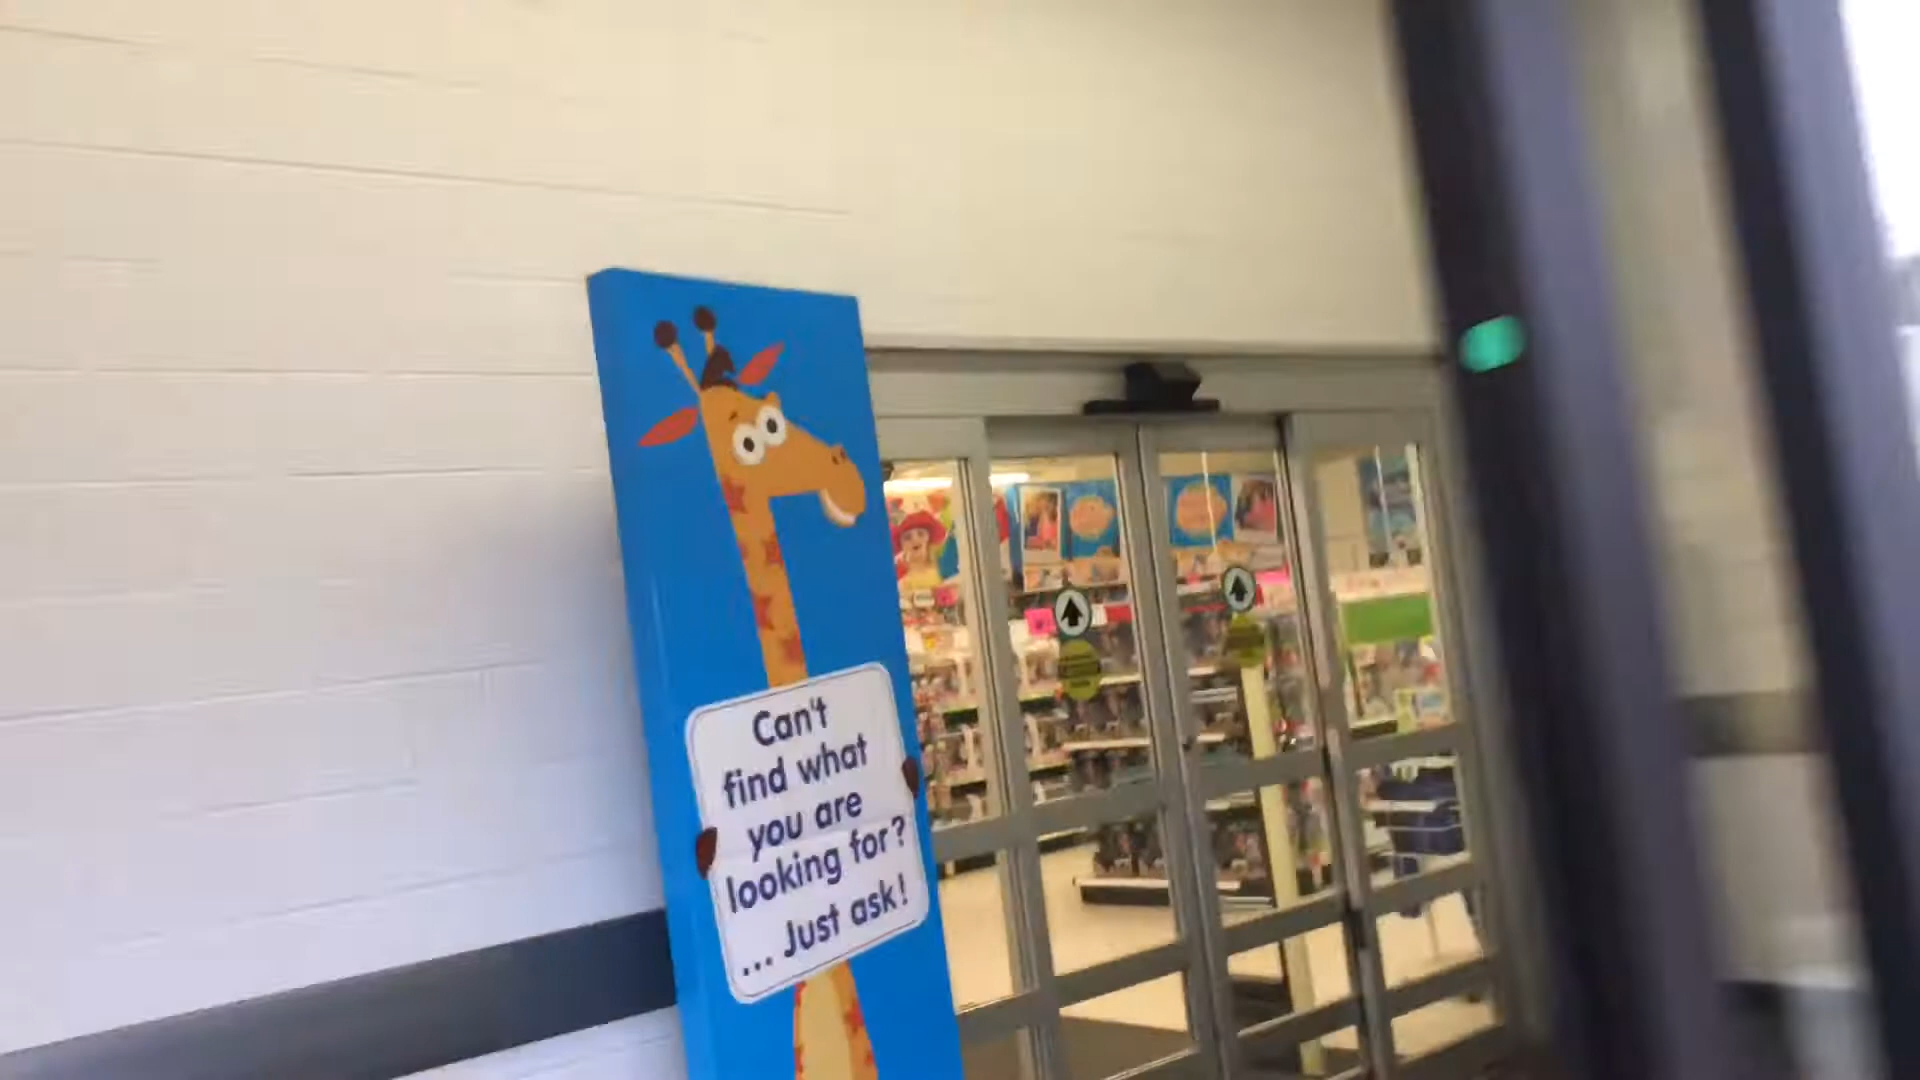 Can't
find what
you are
looking for?
... Just ask!